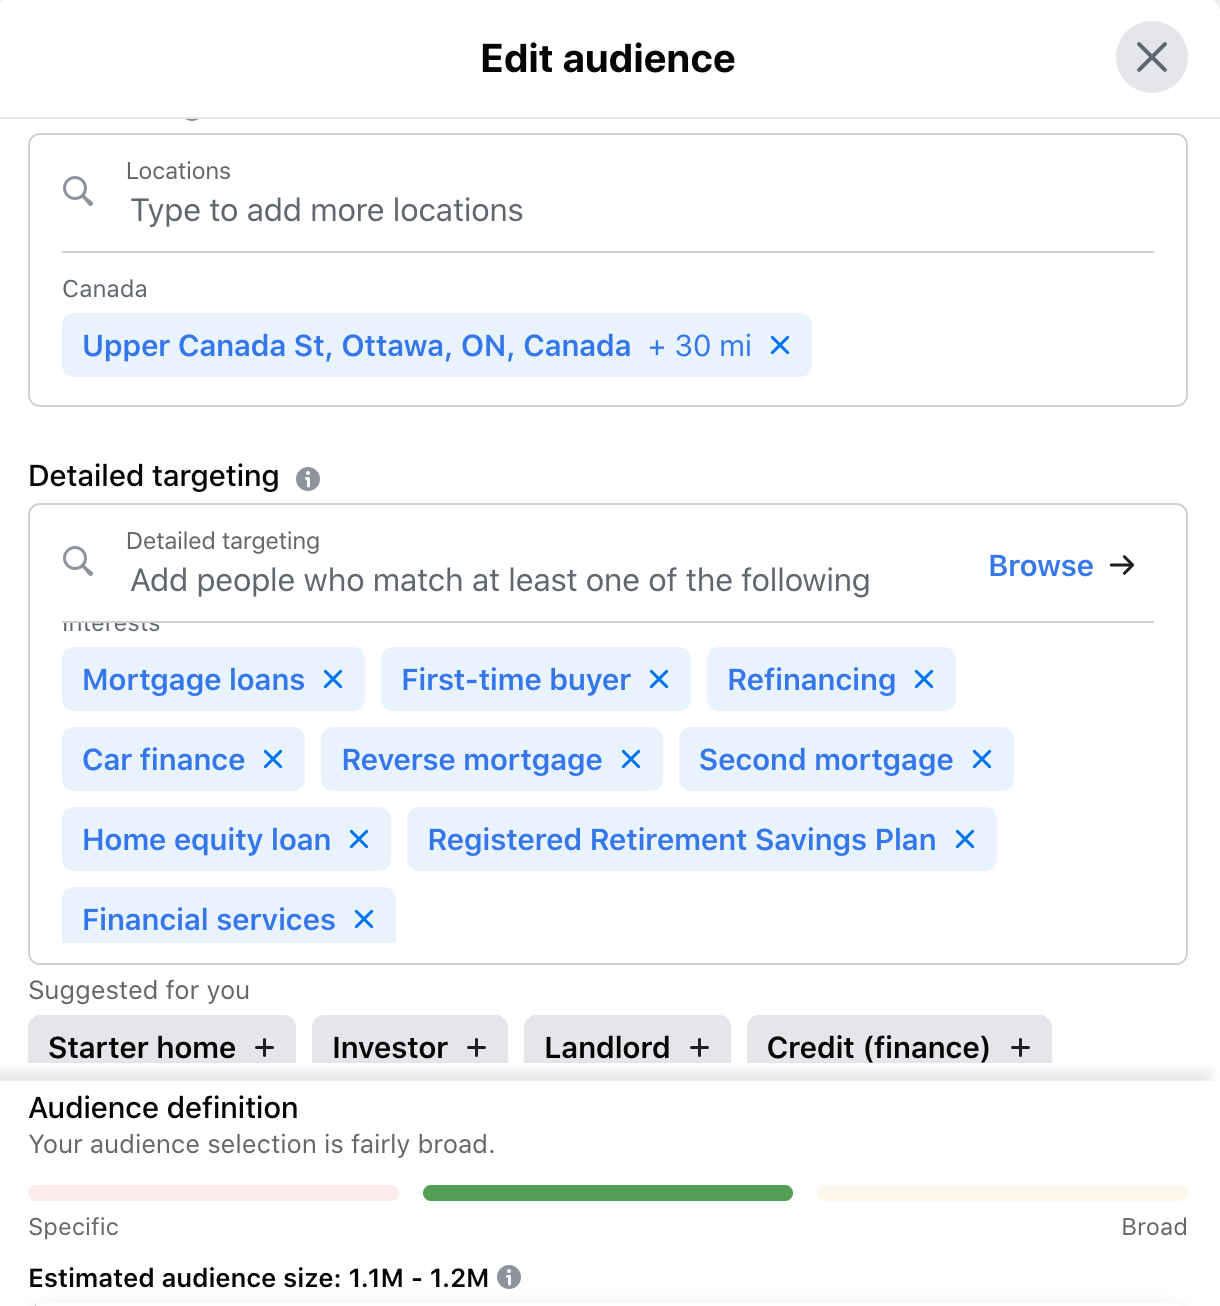 Edit audience
Locations
Type to add more locations
Canada
Upper Canada St, Ottawa, ON, Canada + 30 mi
Detailed targeting
Detailed targeting
Add people who match at least one of the following
Browse
Interests
Mortgage loans First-time buyer Refinancing
Car finance Reverse mortgage Second mortgage
Home equity loan Registered Retirement Savings Plan
Financial services
Suggested for you
Starter home + Investor + Landlord + Credit (finance) +
Audience definition
Your audience selection is fairly broad.
Specific Broad
Estimated audience size: 1.1M - 1.2M